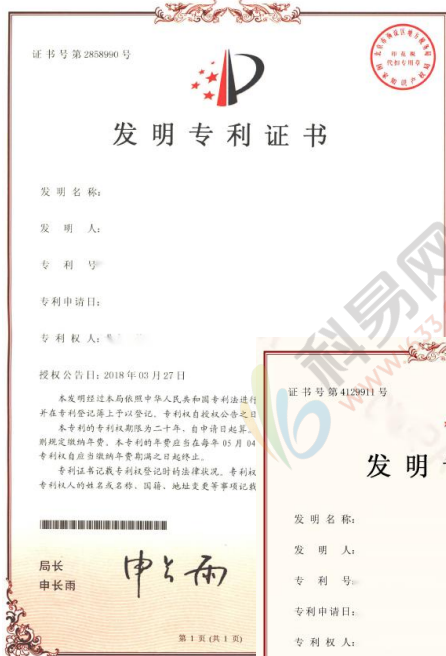 证书号第2858990号
发明专利证书
发明名称：
发 明 人：
专 利 号
专利申请日：
专 利 权 人：
授权公告日：2018年03月27日
本发明经过本局依照中华人民共和国专利法进行
并在专利登记簿上予以登记。专利权自授权公告之日
本专利的专利权期限为二十年，自申请日起算。
则规定缴纳年费。本专利的年费应当在每年05月04
专利权自应当缴纳年费期满之日起终止。
专利证书记载专利权登记时的法律状况。专利权
专利权人的姓名或名称、国籍、地址变更等事项记载
局长
申长雨
申长雨
第1页(共1页)
科易网
证书号第4129911号
发明
发明名称：
发 明 人：
专 利 号：
专利申请日：
专 利 权 人：